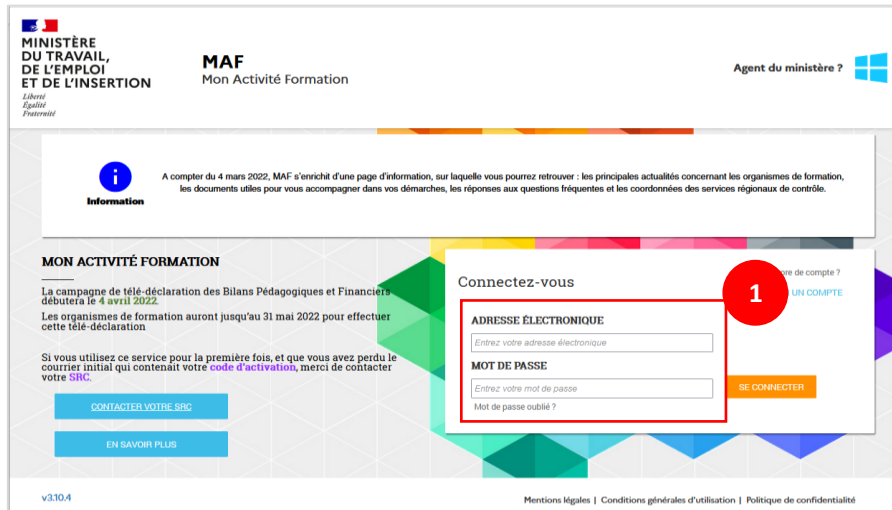 MINISTÈRE
DU TRAVAIL,
DE L'EMPLOI
ET DE L'INSERTION
Liberté
Égalité
Fraternité
MAF
Mon Activité Formation
Agent du ministère ?
i
Information
A compter du 4 mars 2022, MAF s'enrichit d'une page d'information, sur laquelle vous pourrez retrouver : les principales actualités concernant les organismes de formation,
les documents utiles pour vous accompagner dans vos démarches, les réponses aux questions fréquentes et les coordonnées des services régionaux de contrôle.
MON ACTIVITÉ FORMATION
La campagne de télé-déclaration des Bilans Pédagogiques et Financiers
débutera le 4 avril 2022.
Les organismes de formation auront jusqu'au 31 mai 2022 pour effectuer
cette télé-déclaration
Si vous utilisez ce service pour la première fois, et que vous avez perdu le
courrier initial qui contenait votre code d'activation, merci de contacter
votre SRC.
CONTACTER VOTRE SRC
EN SAVOIR PLUS
Connectez-vous
de compte ?
UN COMPTE
1
ADRESSE ÉLECTRONIQUE
Entrez votre adresse électronique
MOT DE PASSE
Entrez votre mot de passe
SE CONNECTER
Mot de passe oublié ?
v3.10.4
Mentions légales | Conditions générales d'utilisation | Politique de confidentialité